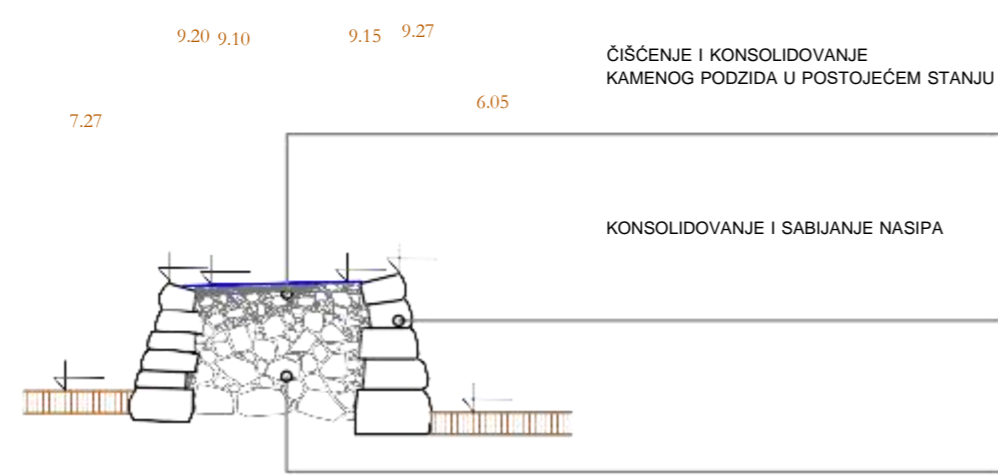 9.20 9.10 9.15 9.27
7.27 6.05
ČIŠĆENJE I KONSOLIDOVANJE
KAMENOG PODZIDA U POSTOJEĆEM STANJU
KONSOLIDOVANJE I SABIJANJE NASIPA